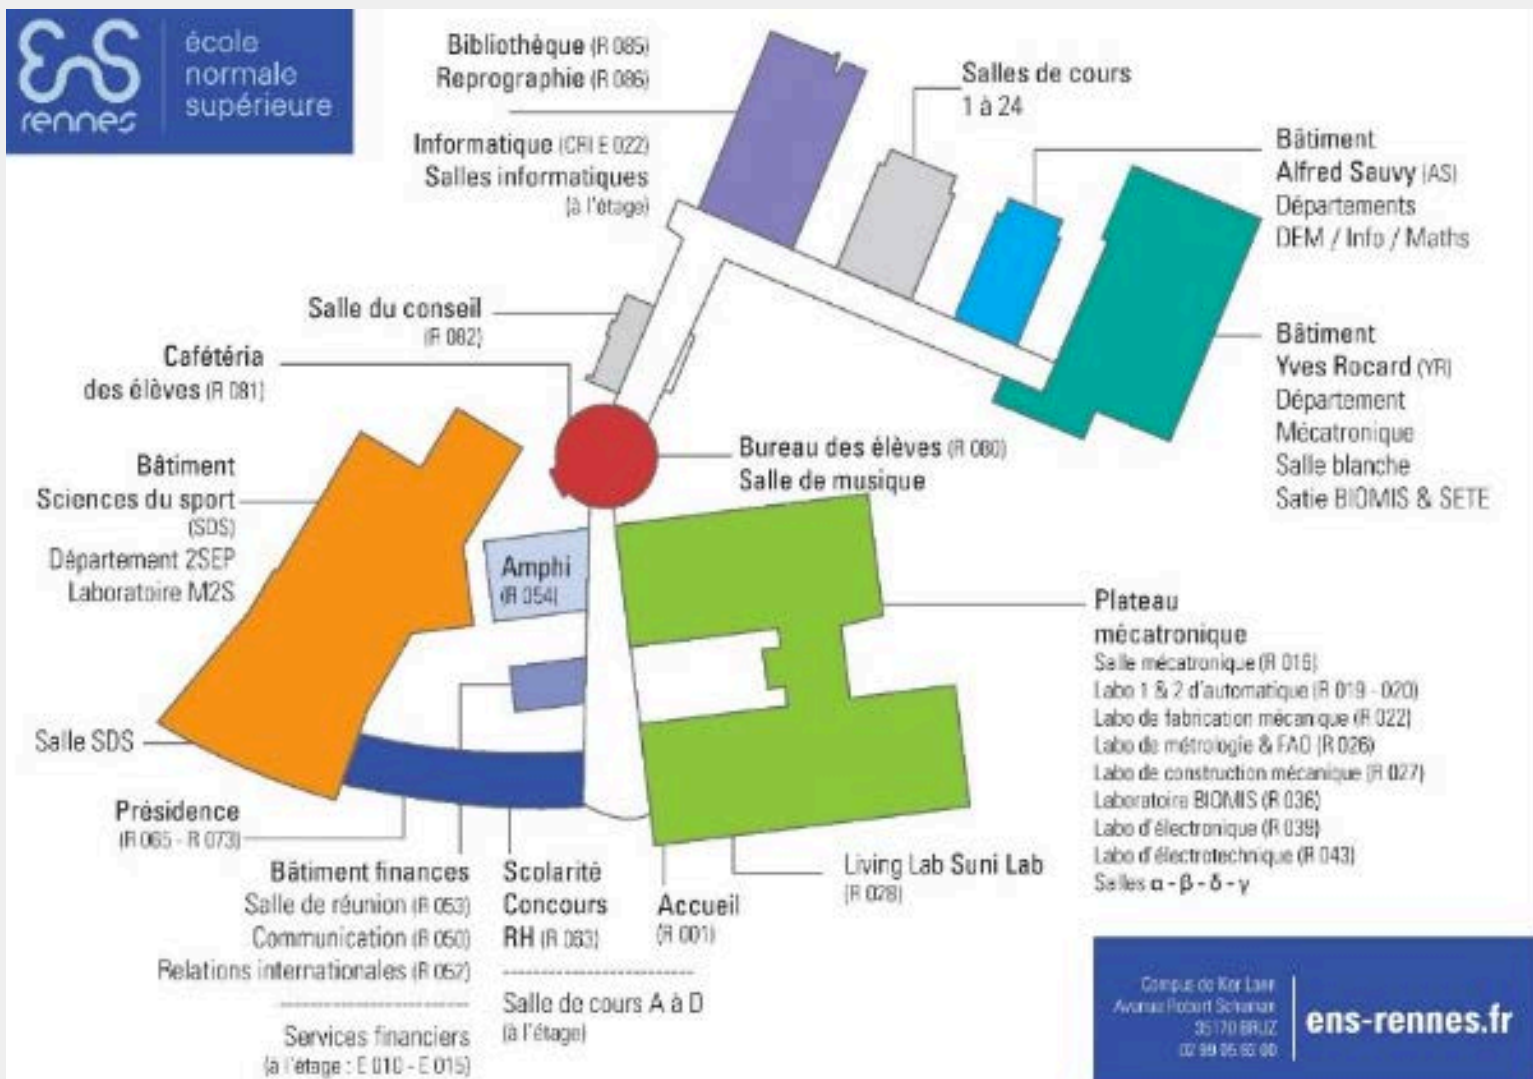 ens
rennes
école
normale
supérieure
Bibliothèque (R 085)
Reprographie (R 086)
Informatique (CRI E 022)
Salles informatiques
(à l'étage)
Salles de cours
1 à 24
Bâtiment
Alfred Sauvy (AS)
Départements
DEM / Info / Maths
Salle du conseil
(R 082)
Cafétéria
des élèves (R 081)
Bâtiment
Yves Rocard (YR)
Département
Mécatronique
Salle blanche
Satie BIOMIS & SETE
Bureau des élèves (R 080)
Salle de musique
Bâtiment
Sciences du sport
(SDS)
Département 2SEP
Laboratoire M2S
Amphi
(R 054)
Plateau
mécatronique
Salle mécatronique (R 016)
Labo 1 & 2 d'automatique (R 019 - 020)
Labo de fabrication mécanique (R 022)
Labo de métrologie & FAO (R 026)
Labo de construction mécanique (R 027)
Laboratoire BIOMIS (R 036)
Labo d'électronique (R 039)
Labo d'électrotechnique (R 043)
Salles α - β - δ - γ
Salle SDS
Présidence
(R 065 - R 073)
Bâtiment finances
Salle de réunion (R 053)
Communication (R 050)
Relations internationales (R 052)
Services financiers
(à l'étage : E 010 - E 015)
Scolarité
Concours
RH (R 063)
Salle de cours A à D
(à l'étage)
Accueil
(R 001)
Living Lab Suni Lab
(R 028)
Campus de Ker Lann
Avenue Robert Schuman
35170 BRUZ
ens-rennes.fr